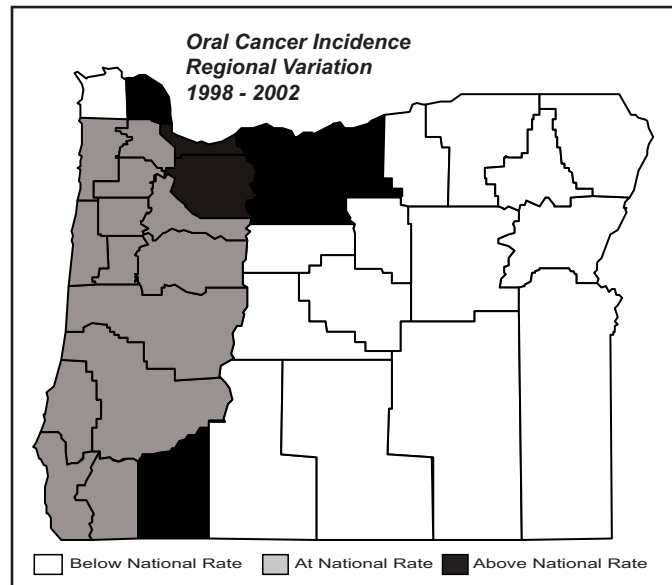 Oral Cancer Incidence
Regional Variation
1998 - 2002
Below National Rate At National Rate Above National Rate